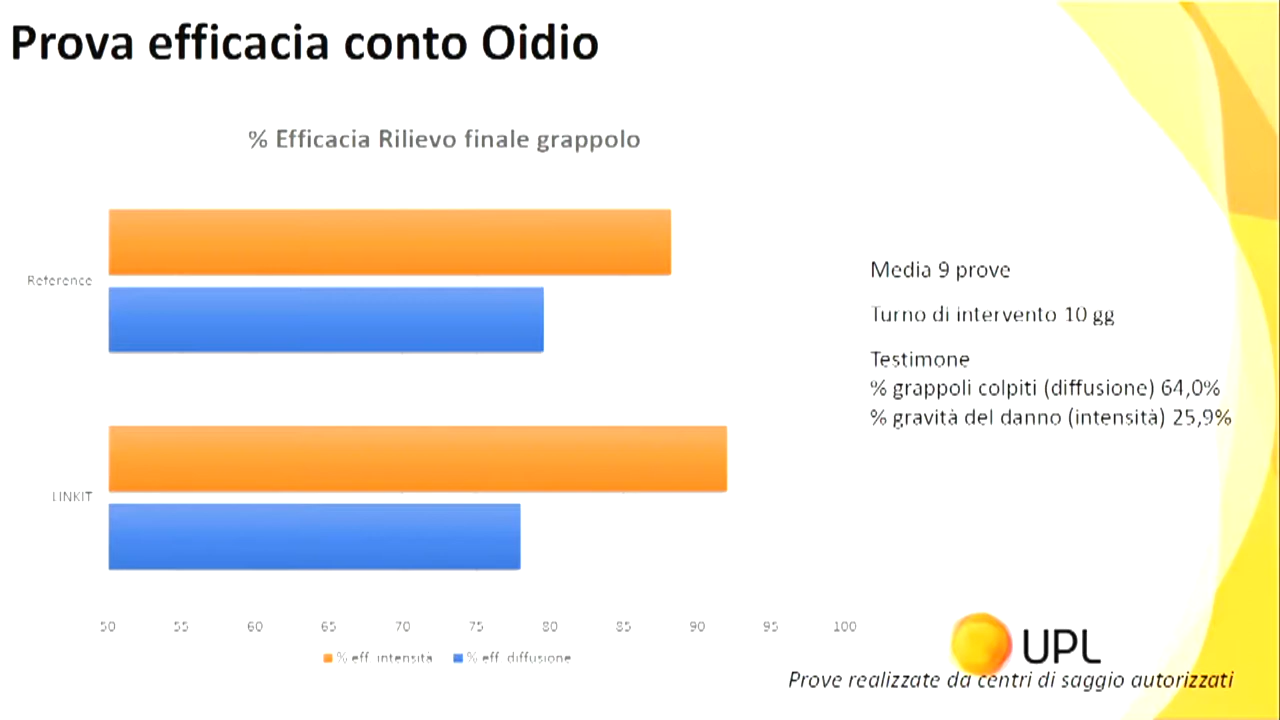 Prova efficacia conto Oidio
% Efficacia Rilievo finale grappolo
Reference
LINKIT
50 55 60 65 70 75 80 85 90 95 100
% eff intensità % eff diffusione
Media 9 prove
Turno di intervento 10 gg
Testimone
% grappoli colpiti (diffusione) 64,0%
% gravità del danno (intensità) 25,9%
UPL
Prove realizzate da centri di saggio autorizzati